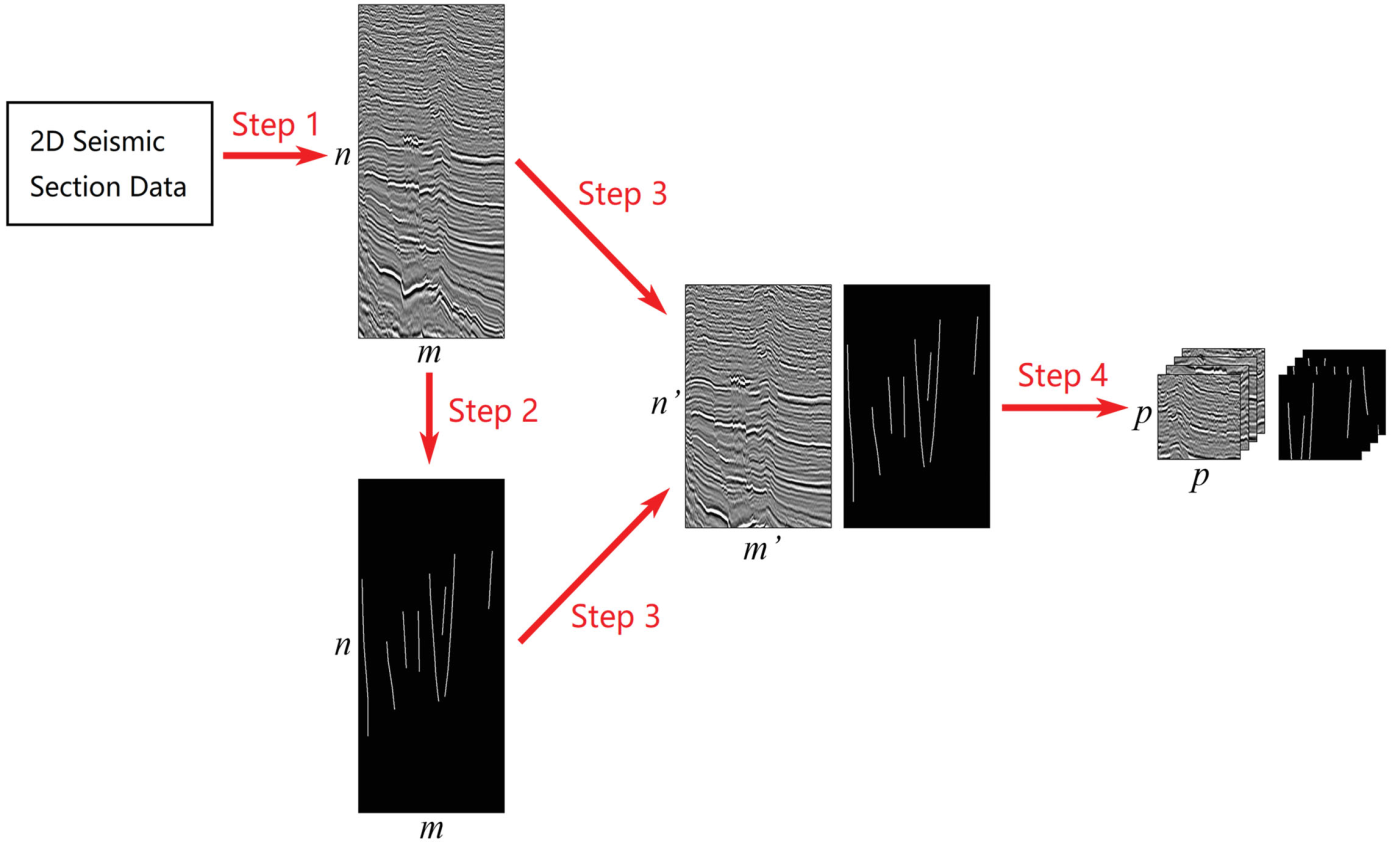 2D Seismic
Section Data
Step 1
n
m
Step 2
n
m
Step 3
Step 3
n’
m’
Step 4
p
p